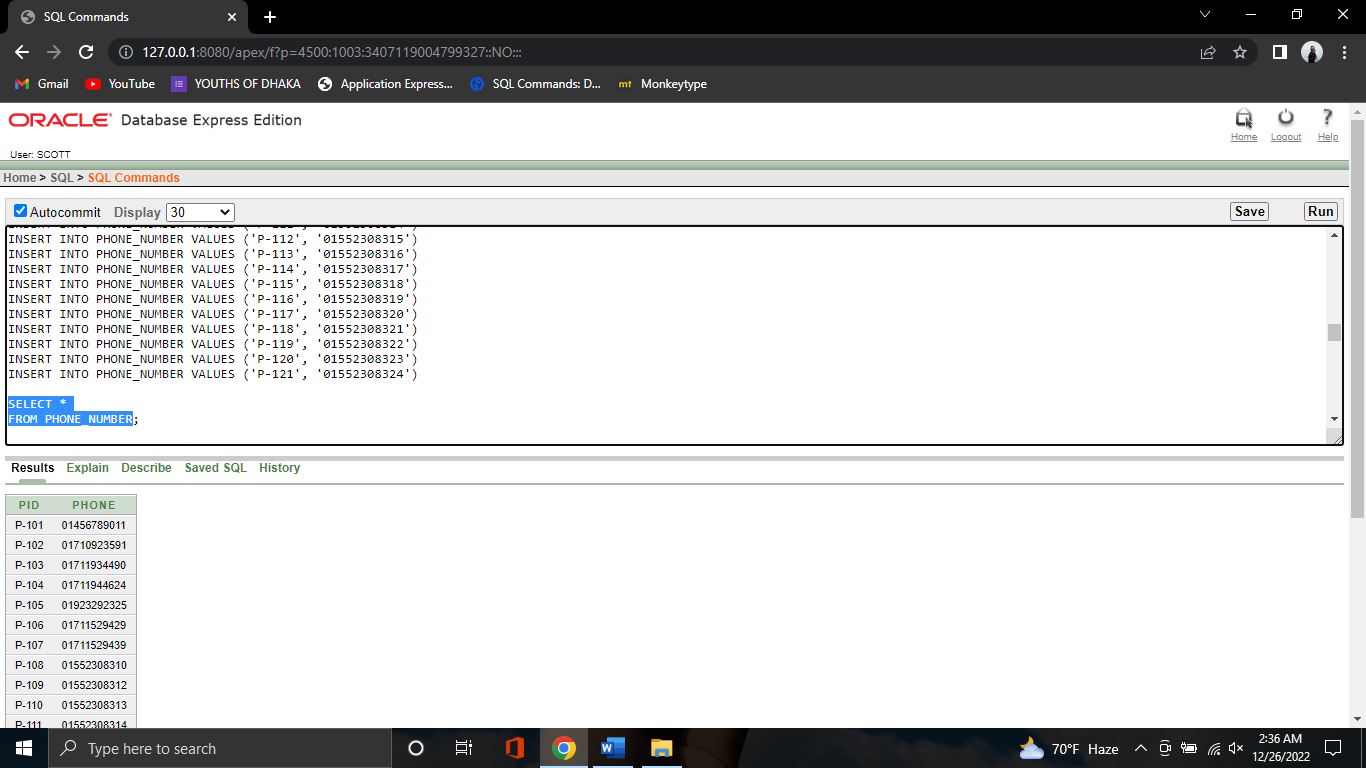 SQL Commands
127.0.0.1:8080/apex/f?p=4500:1003:3407119004799327::NO:::
Gmail YouTube YOUTHS OF DHAKA Application Express... SQL Commands: D... mt Monkeytype
ORACLE Database Express Edition
Home Logout Help
User: SCOTT
Home > SQL > SQL Commands
Autocommit Display 30 Save Run
INSERT INTO PHONE_NUMBER VALUES ('P-112', '01552308315')
INSERT INTO PHONE_NUMBER VALUES ('P-113', '01552308316')
INSERT INTO PHONE_NUMBER VALUES ('P-114', '01552308317')
INSERT INTO PHONE_NUMBER VALUES ('P-115', '01552308318')
INSERT INTO PHONE_NUMBER VALUES ('P-116', '01552308319')
INSERT INTO PHONE_NUMBER VALUES ('P-117', '01552308320')
INSERT INTO PHONE_NUMBER VALUES ('P-118', '01552308321')
INSERT INTO PHONE_NUMBER VALUES ('P-119', '01552308322')
INSERT INTO PHONE_NUMBER VALUES ('P-120', '01552308323')
INSERT INTO PHONE_NUMBER VALUES ('P-121', '01552308324')
SELECT *
FROM PHONE_NUMBER;
Results Explain Describe Saved SQL History
PID PHONE
P-101 01456789011
P-102 01710923591
P-103 01711934490
P-104 01711944624
P-105 01923292325
P-106 01711529429
P-107 01711529439
P-108 01552308310
P-109 01552308312
P-110 01552308313
P-111 01552308314
Type here to search
70°F Haze
2:36 AM
12/26/2022